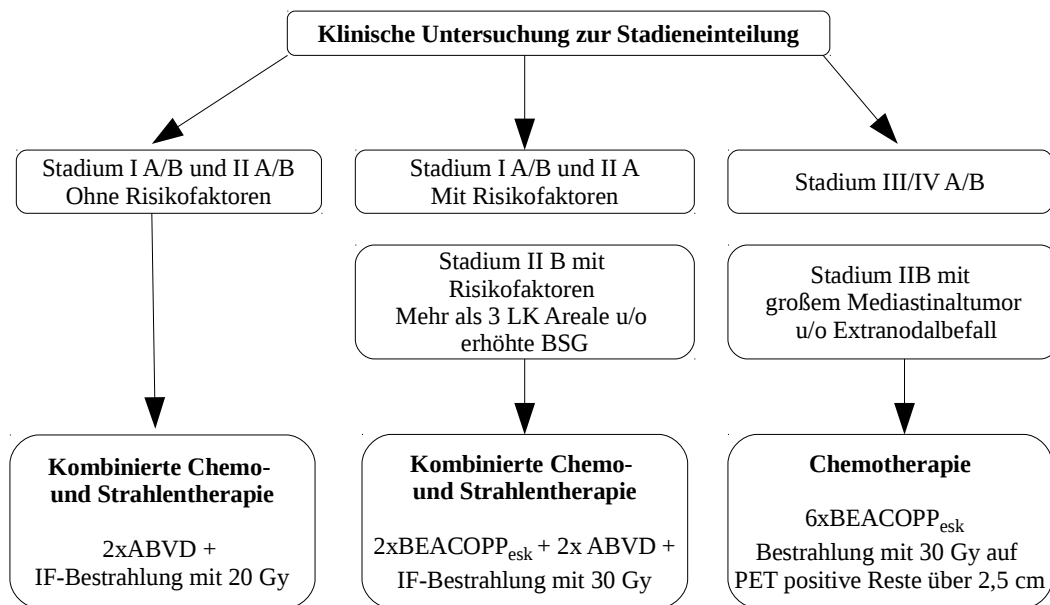 Klinische Untersuchung zur Stadieneinteilung
Stadium I A/B und II A/B
Ohne Risikofaktoren
Stadium I A/B und II A
Mit Risikofaktoren
Stadium III/IV A/B
Stadium II B mit
Risikofaktoren
Mehr als 3 LK Areale u/o
erhöhte BSG
Stadium IIB mit
großem Mediastinaltumor
u/o Extranodalbefall
Kombinierte Chemo-
und Strahlentherapie
2xABVD +
IF-Bestrahlung mit 20 Gy
Kombinierte Chemo-
und Strahlentherapie
2xBEACOPPesk + 2x ABVD +
IF-Bestrahlung mit 30 Gy
Chemotherapie
6xBEACOPPesk
Bestrahlung mit 30 Gy auf
PET positive Reste über 2,5 cm